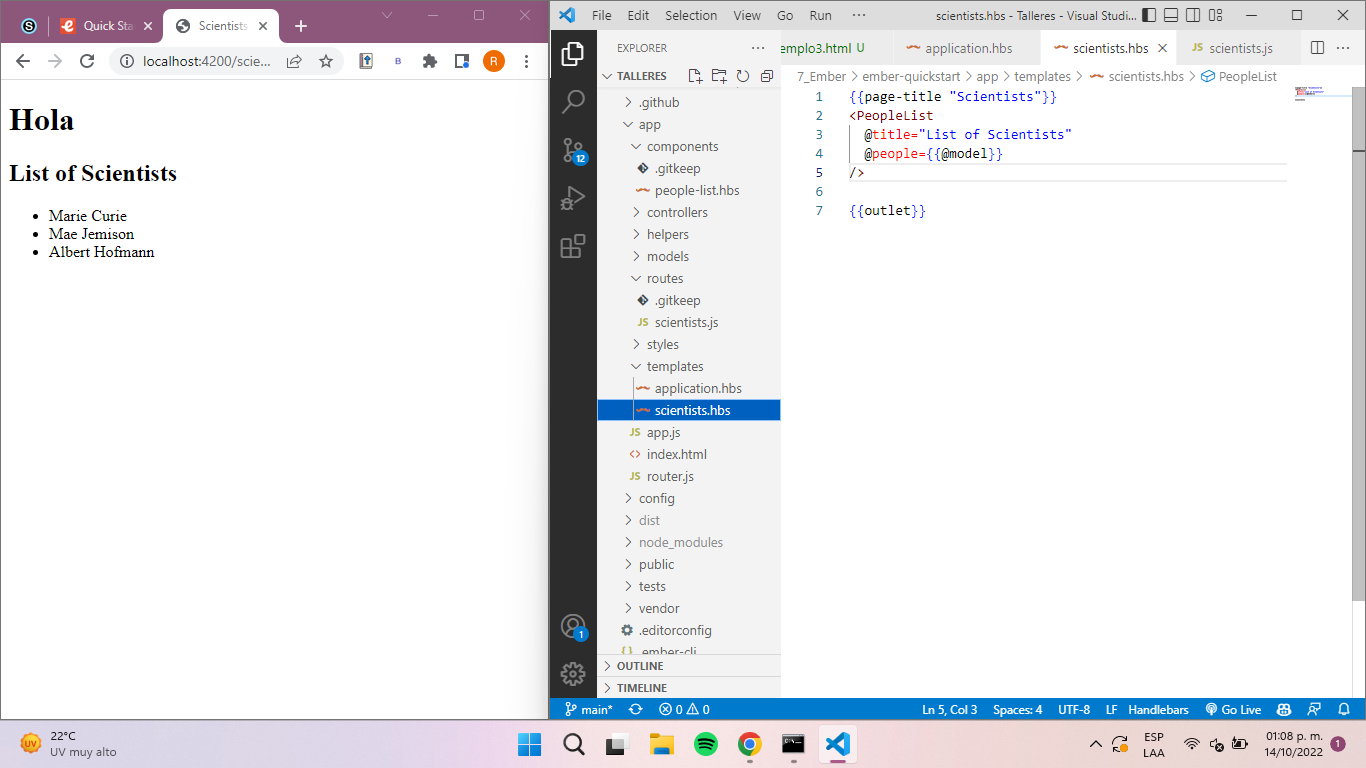 Quick Sta
Scientists
localhost:4200/scie...
B
R
Hola
List of Scientists
Marie Curie
Mae Jemison
Albert Hofmann
File Edit Selection View Go Run ··· scientists.hbs - Talleres - Visual Studi...
EXPLORER
TALLERES
.github
app
components
.gitkeep
people-list.hbs
controllers
helpers
models
routes
.gitkeep
JS scientists.js
styles
templates
application.hbs
scientists.hbs
JS app.js
<> index.html
JS router.js
config
dist
node_modules
public
tests
vendor
.editorconfig
.ember-cli
OUTLINE
TIMELINE
12
1
emplo3.html U application.hbs scientists.hbs JS scientists.js
7_Ember > ember-quickstart > app > templates > scientists.hbs > PeopleList
1 {{page-title "Scientists"}}
2 <PeopleList
3 @title="List of Scientists"
4 @people={{@model}}
5 />
6
7 {{outlet}}
main* 0 0 Ln 5, Col 3 Spaces: 4 UTF-8 LF Handlebars Go Live
UV
22°C
UV muy alto
ESP
LAA
01:08 p. m.
14/10/2022
1